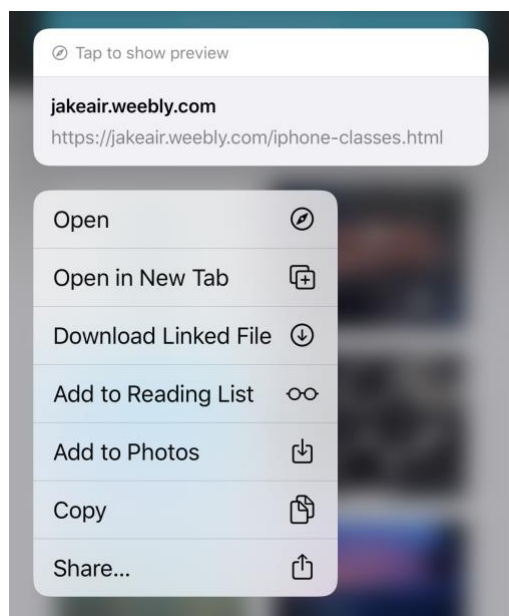 Tap to show preview
jakeair.weebly.com
https://jakeair.weebly.com/iphone-classes.html
Open
Open in New Tab
Download Linked File
Add to Reading List
Add to Photos
Copy
Share...